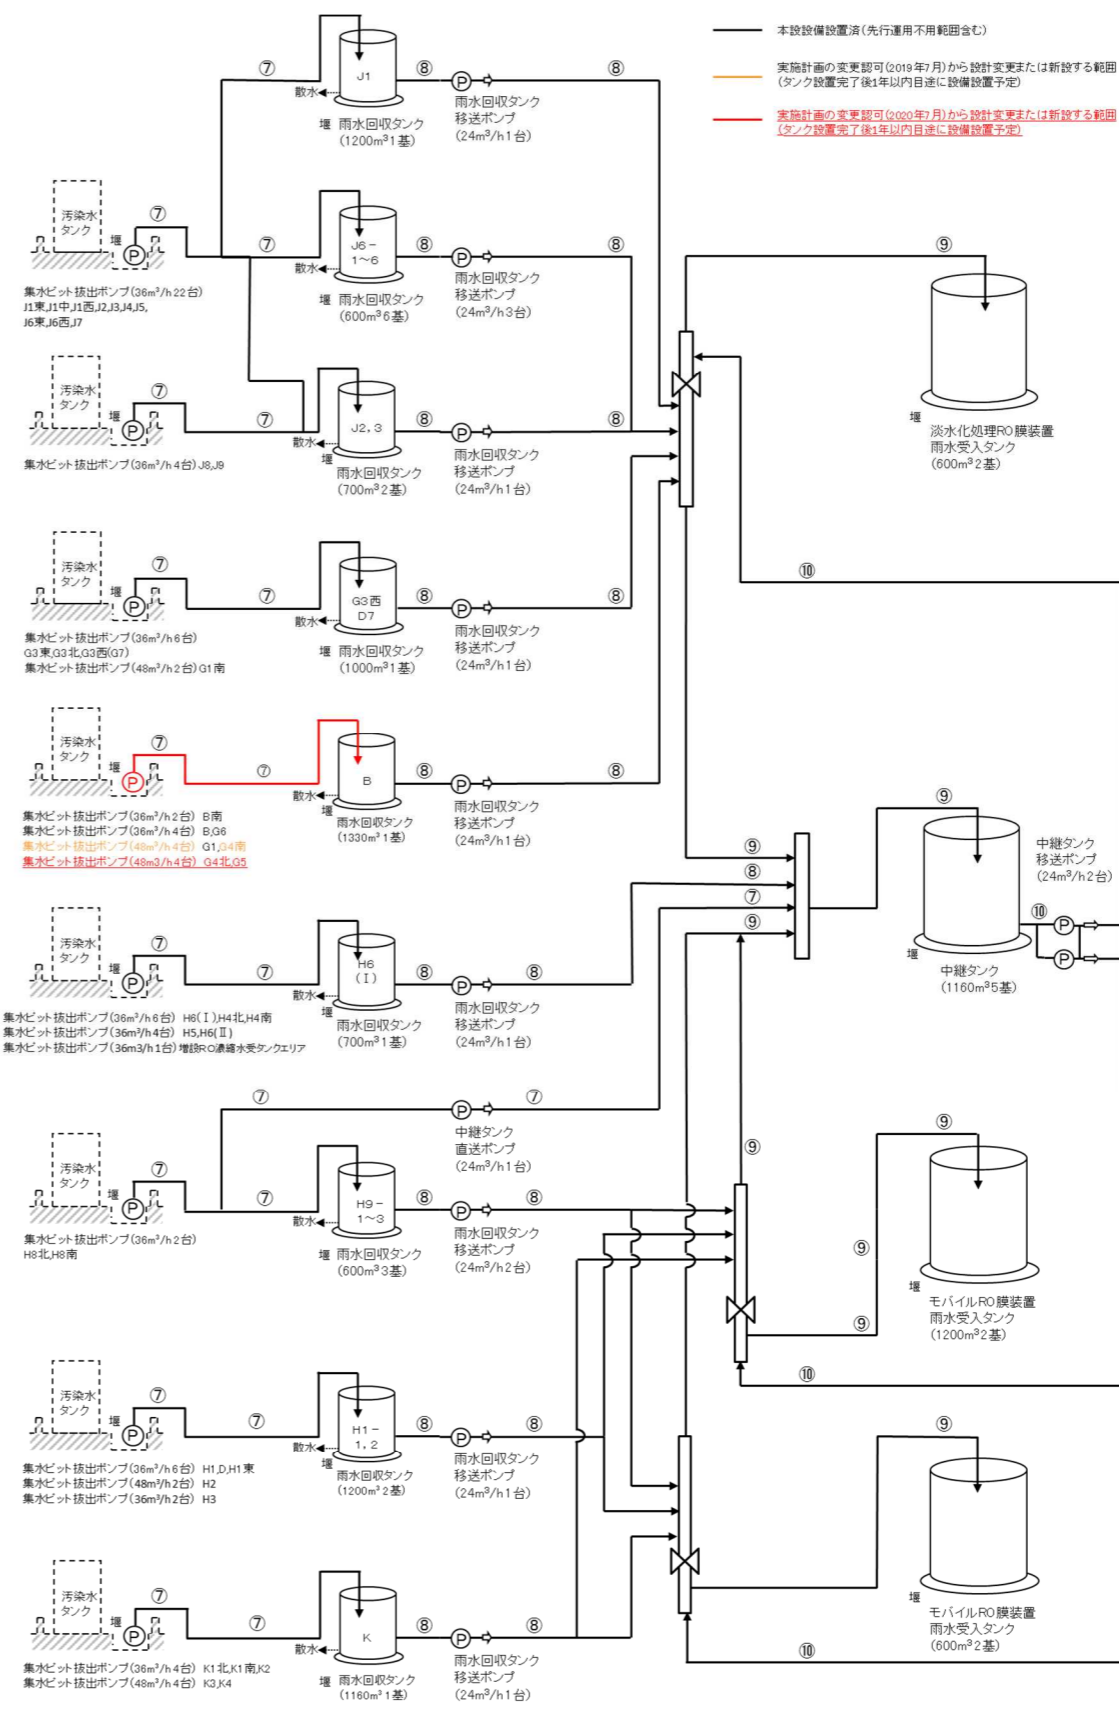 本設設備設置済(先行運用不用範囲含む)
実施計画の変更認可(2019年7月)から設計変更または新設する範囲
(タンク設置完了後1年以内目途に設備設置予定)
実施計画の変更認可(2020年7月)から設計変更または新設する範囲
(タンク設置完了後1年以内目途に設備設置予定)
⑦
J1
⑧
P
⑧
散水
堰 雨水回収タンク
(1200m³1基)
雨水回収タンク
移送ポンプ
(24m³/h1台)
汚染水
タンク
堰
P
⑦
⑦
J6-
1～6
⑧
P
⑧
散水
堰 雨水回収タンク
(600m³6基)
雨水回収タンク
移送ポンプ
(24m³/h3台)
集水ピット抜出ポンプ(36m³/h22台)
J1東,J1中,J1西,J2,J3,J4,J5,
J6東,J6西,J7
⑨
堰
淡水化処理RO膜装置
雨水受入タンク
(600m³2基)
汚染水
タンク
堰
P
⑦
⑦
J2,3
⑧
P
⑧
散水
堰
雨水回収タンク
(700m³2基)
雨水回収タンク
移送ポンプ
(24m³/h1台)
集水ピット抜出ポンプ(36m³/h4台)J8,J9
⑩
汚染水
タンク
堰
P
⑦
⑦
G3西
D7
⑧
P
⑧
散水
堰 雨水回収タンク
(1000m³1基)
雨水回収タンク
移送ポンプ
(24m³/h1台)
集水ピット抜出ポンプ(36m³/h6台)
G3東,G3北,G3西(G7)
集水ピット抜出ポンプ(48m³/h2台)G1南
汚染水
タンク
堰
P
⑦
⑦
B
⑧
P
⑧
散水
堰
雨水回収タンク
(1330m³1基)
雨水回収タンク
移送ポンプ
(24m³/h1台)
集水ピット抜出ポンプ(36m³/h2台) B南
集水ピット抜出ポンプ(36m³/h4台) B,G6
集水ピット抜出ポンプ(48m³/h4台) G1,G4南
集水ピット抜出ポンプ(48m3/h4台) G4北,G5
⑨
⑧
⑦
⑨
⑨
堰
中継タンク
(1160m³5基)
中継タンク
移送ポンプ
(24m³/h2台)
⑩
P
P
汚染水
タンク
堰
P
⑦
⑦
H6
(Ⅰ)
⑧
P
⑧
散水
堰
雨水回収タンク
(700m³1基)
雨水回収タンク
移送ポンプ
(24m³/h1台)
集水ピット抜出ポンプ(36m³/h6台) H6(Ⅰ),H4北,H4南
集水ピット抜出ポンプ(36m³/h4台) H5,H6(Ⅱ)
集水ピット抜出ポンプ(36m3/h1台)増設RO濃縮水受タンクエリア
⑦
P
⑦
中継タンク
直送ポンプ
(24m³/h1台)
汚染水
タンク
堰
P
⑦
⑦
H9-
1～3
⑧
P
⑧
散水
堰 雨水回収タンク
(600m³3基)
雨水回収タンク
移送ポンプ
(24m³/h2台)
集水ピット抜出ポンプ(36m³/h2台)
H8北,H8南
⑨
⑨
⑨
⑨
堰
モバイルRO膜装置
雨水受入タンク
(1200m³2基)
⑩
汚染水
タンク
堰
P
⑦
⑦
H1-
1,2
⑧
P
⑧
散水
堰
雨水回収タンク
(1200m³2基)
雨水回収タンク
移送ポンプ
(24m³/h1台)
集水ピット抜出ポンプ(36m³/h6台) H1,D,H1東
集水ピット抜出ポンプ(48m³/h2台) H2
集水ピット抜出ポンプ(36m³/h2台) H3
⑨
堰
モバイルRO膜装置
雨水受入タンク
(600m³2基)
⑩
汚染水
タンク
堰
P
⑦
⑦
K
⑧
P
⑧
散水
堰 雨水回収タンク
(1160m³1基)
雨水回収タンク
移送ポンプ
(24m³/h1台)
集水ピット抜出ポンプ(36m³/h4台) K1北,K1南,K2
集水ピット抜出ポンプ(48m³/h4台) K3,K4